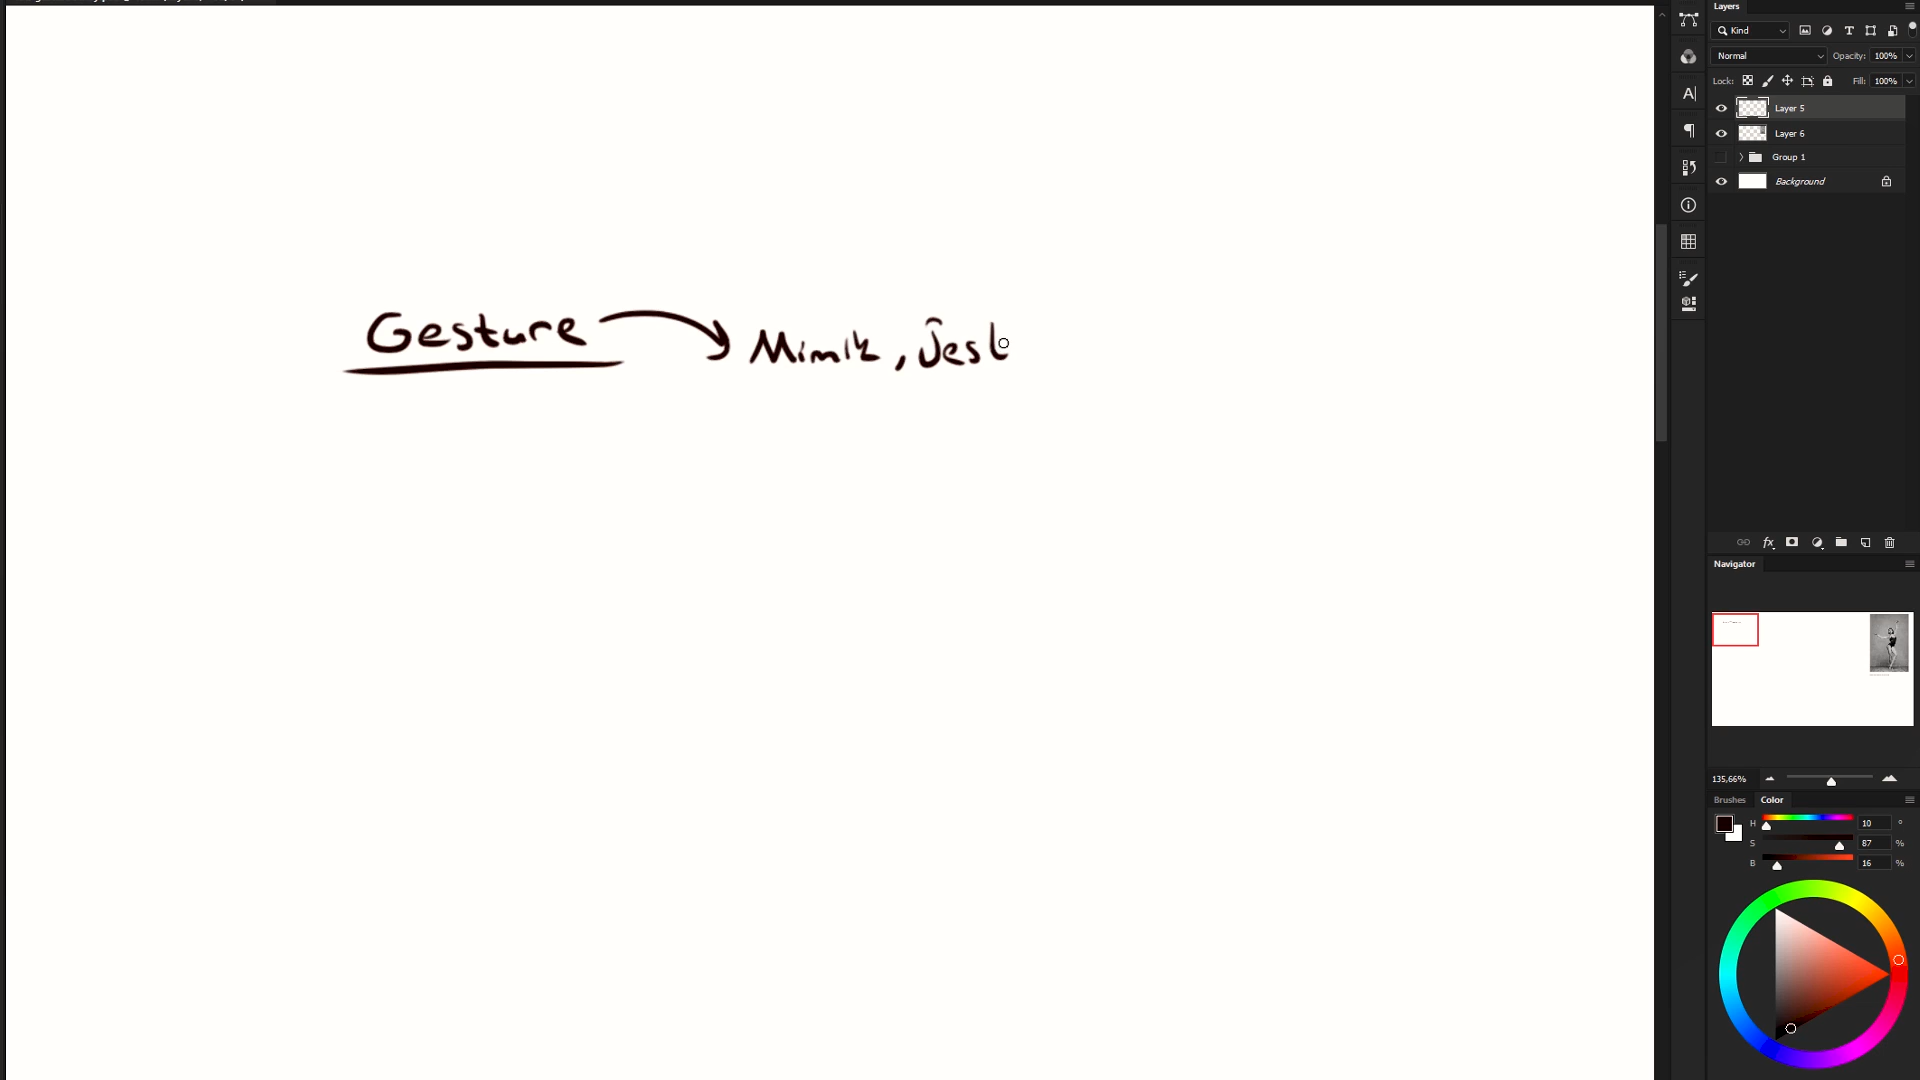 Gesture Mimik, Jest
Layers
Kind
Normal Opacity: 100%
Lock: Fill: 100%
Layer 5
Layer 6
Group 1
Background
fx
Navigator
135,66%
Brushes Color
H 10 °
S 87 %
B 16 %